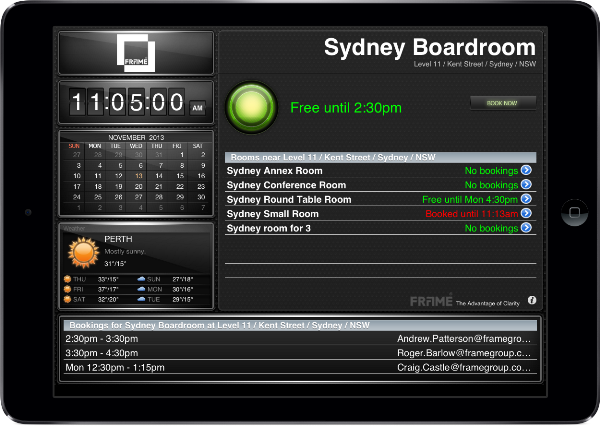 FRAMÉ
Sydney Boardroom
Level 11 / Kent Street / Sydney / NSW
11:05:00 AM
Free until 2:30pm
BOOK NOW
NOVEMBER 2013
SUN MON TUE WED THU FRI SAT
27 28 29 30 31 1 2
3 4 5 6 7 8 9
10 11 12 13 14 15 16
17 18 19 20 21 22 23
24 25 26 27 28 29 30
1 2 3 4 5 6 7
Rooms near Level 11 / Kent Street / Sydney / NSW
Sydney Annex Room No bookings
Sydney Conference Room No bookings
Sydney Round Table Room Free until Mon 4:30pm
Sydney Small Room Booked until 11:13am
Sydney room for 3 No bookings
Weather
PERTH
Mostly sunny.
31°/15°
THU 33°/15° SUN 27°/18°
FRI 37°/17° MON 30°/16°
SAT 32°/20° TUE 29°/15°
FRAMÉ The Advantage of Clarity i
Bookings for Sydney Boardroom at Level 11 / Kent Street / Sydney / NSW
2:30pm - 3:30pm Andrew.Patterson@framegro...
3:30pm - 4:30pm Roger.Barlow@framegroup.c...
Mon 12:30pm - 1:15pm Craig.Castle@framegroup.co...